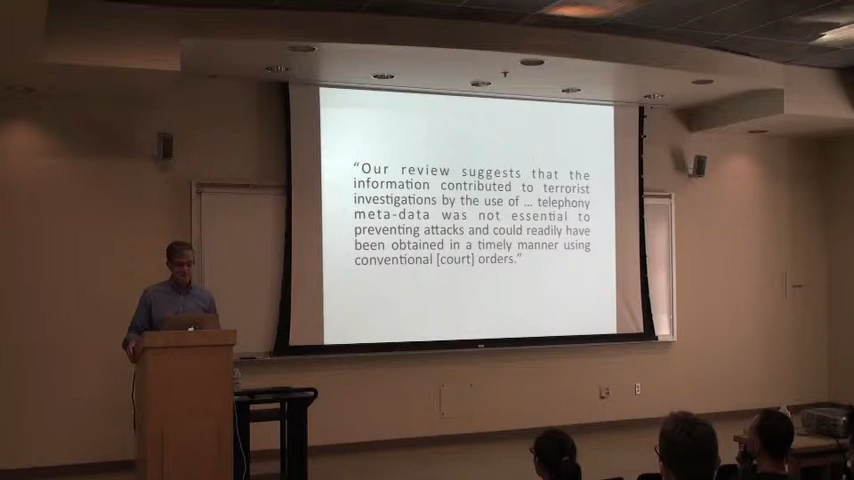 “Our review suggests that the
information contributed to terrorist
investigations by the use of ... telephony
meta-data was not essential to
preventing attacks and could readily have
been obtained in a timely manner using
conventional [court] orders.”